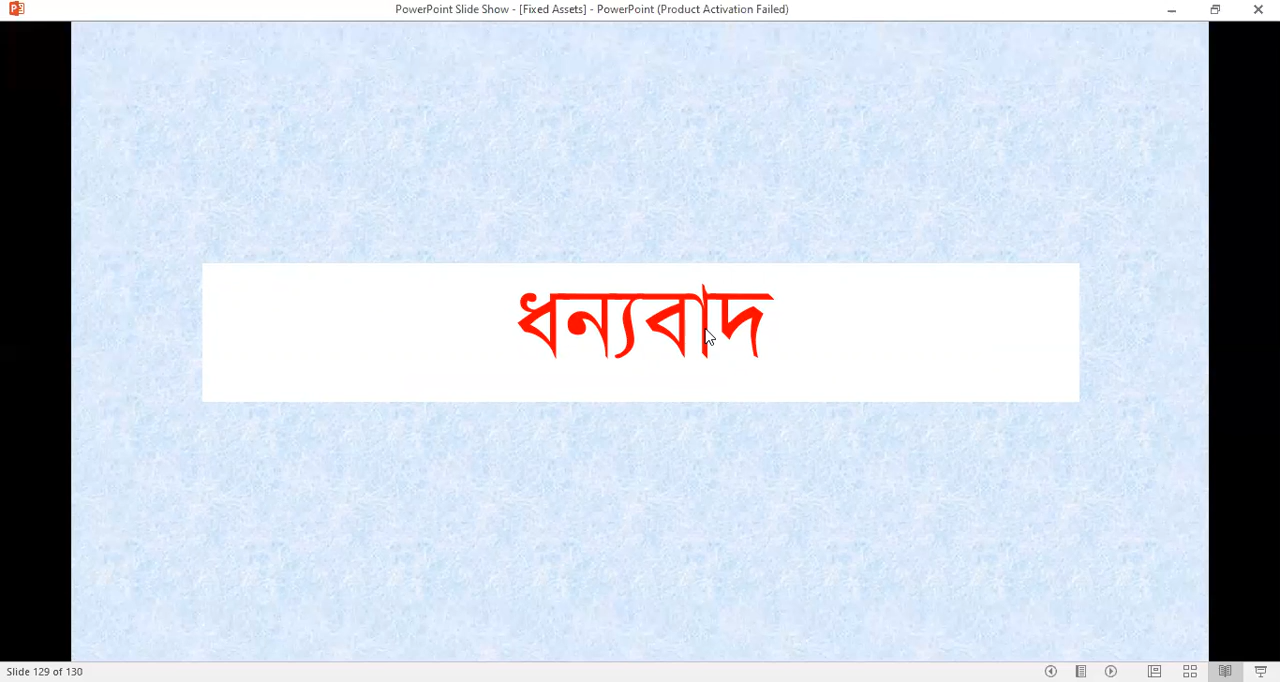 PowerPoint Slide Show - [Fixed Assets] - PowerPoint (Product Activation Failed)
ধন্যবাদ
Slide 129 of 130